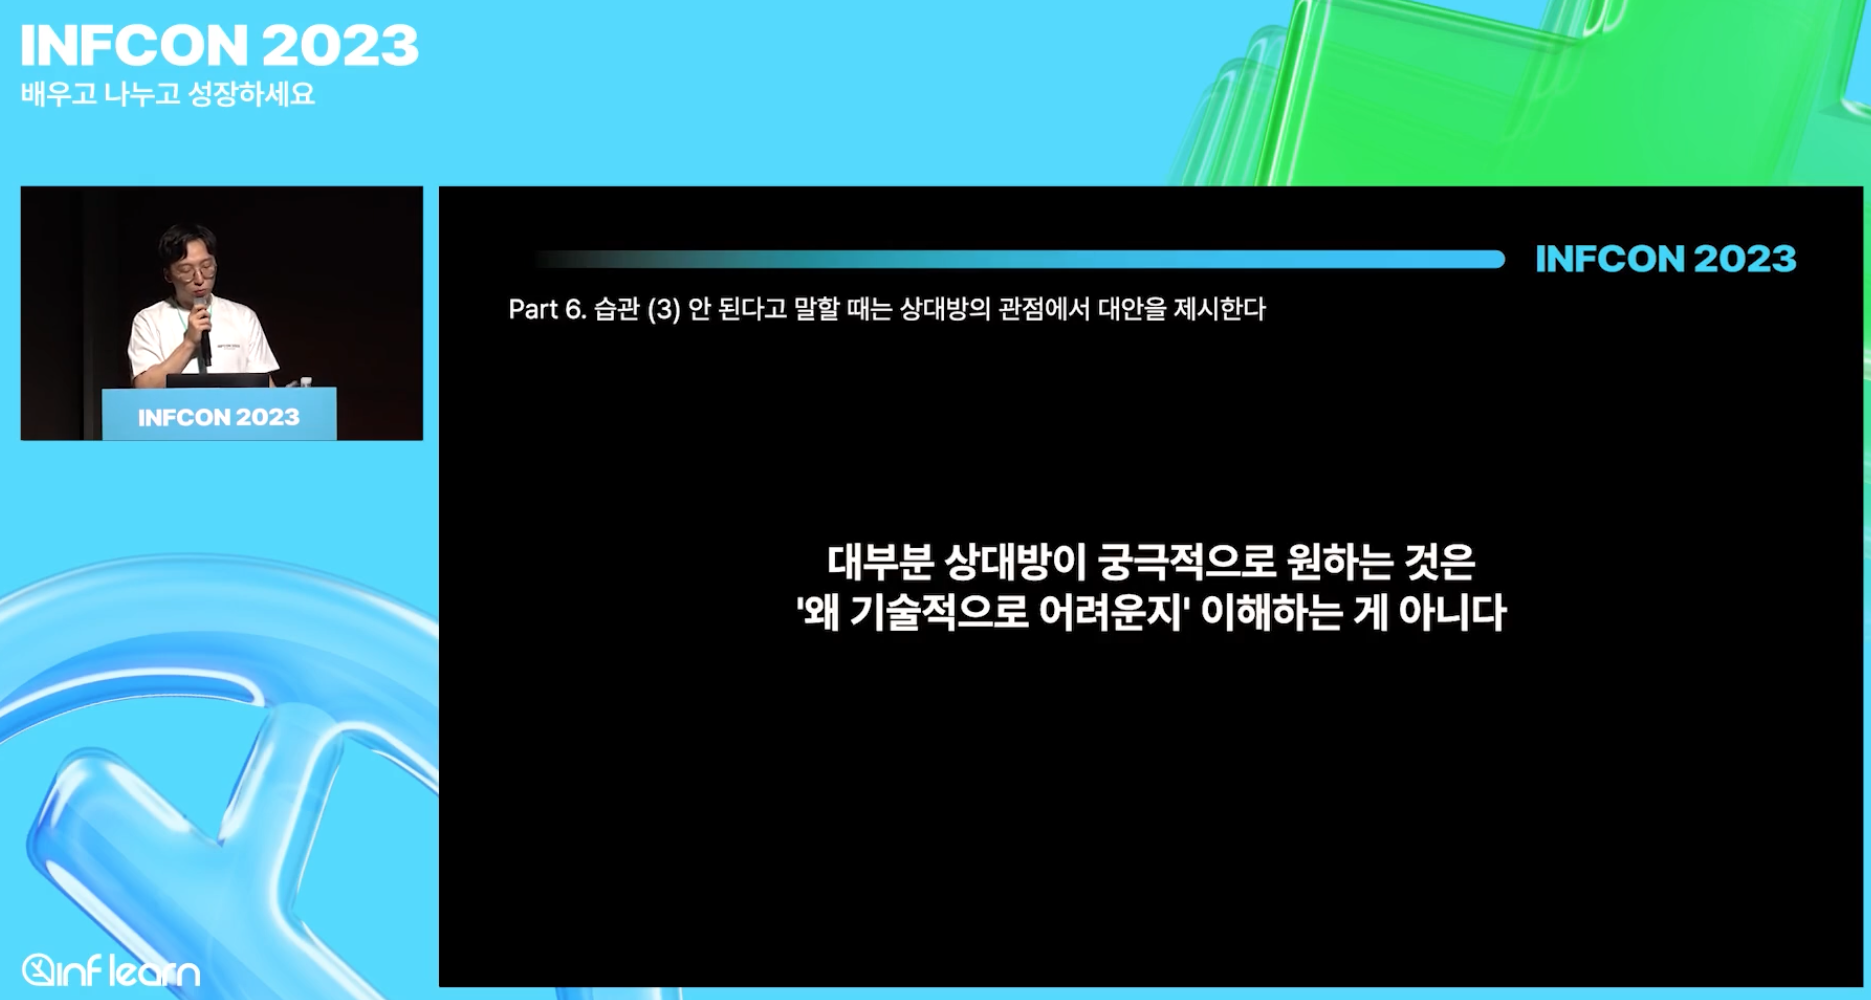 INFCON 2023
배우고 나누고 성장하세요
INFCON 2023
INFCON 2023
Part 6. 습관 (3) 안 된다고 말할 때는 상대방의 관점에서 대안을 제시한다
대부분 상대방이 궁극적으로 원하는 것은
'왜 기술적으로 어려운지' 이해하는 게 아니다
inflearn